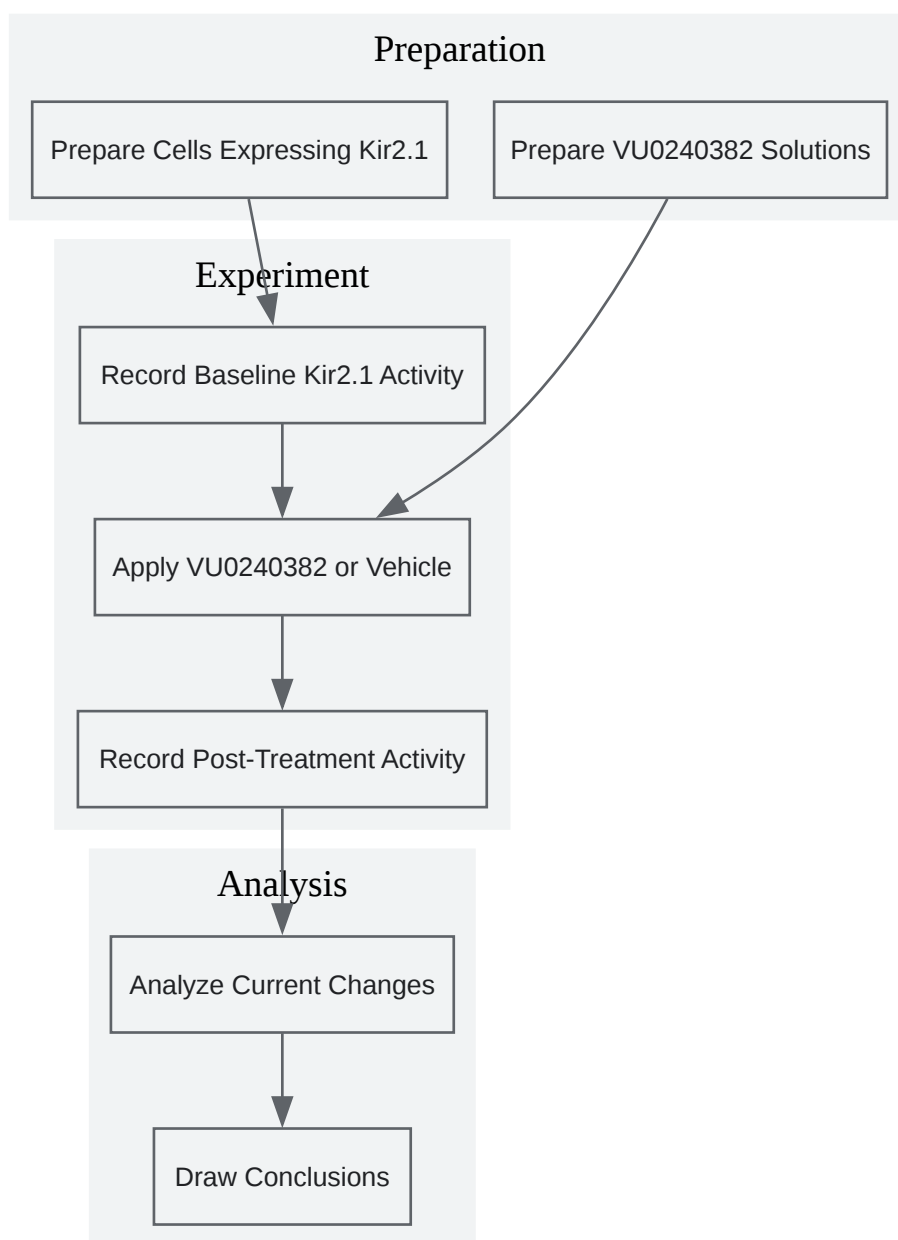 Preparation
Prepare Cells Expressing Kir2.1
Prepare VU0240382 Solutions
Experiment
Record Baseline Kir2.1 Activity
Apply VU0240382 or Vehicle
Record Post-Treatment Activity
Analysis
Analyze Current Changes
Draw Conclusions